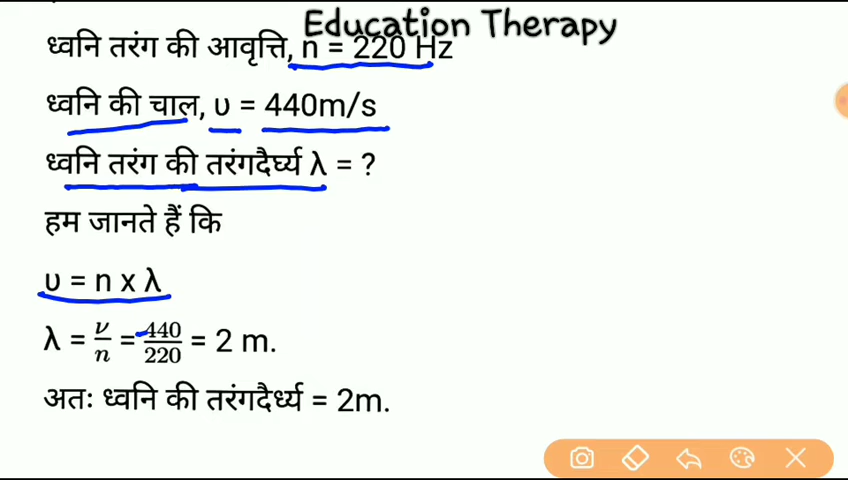 Education Therapy
ध्वनि तरंग की आवृत्ति, n = 220 Hz
ध्वनि की चाल, υ = 440m/s
ध्वनि तरंग की तरंगदैर्घ्य λ = ?
हम जानते हैं कि
υ = n x λ
λ = ν/n = 440/220 = 2 m.
अतः ध्वनि की तरंगदैर्ध्य = 2m.